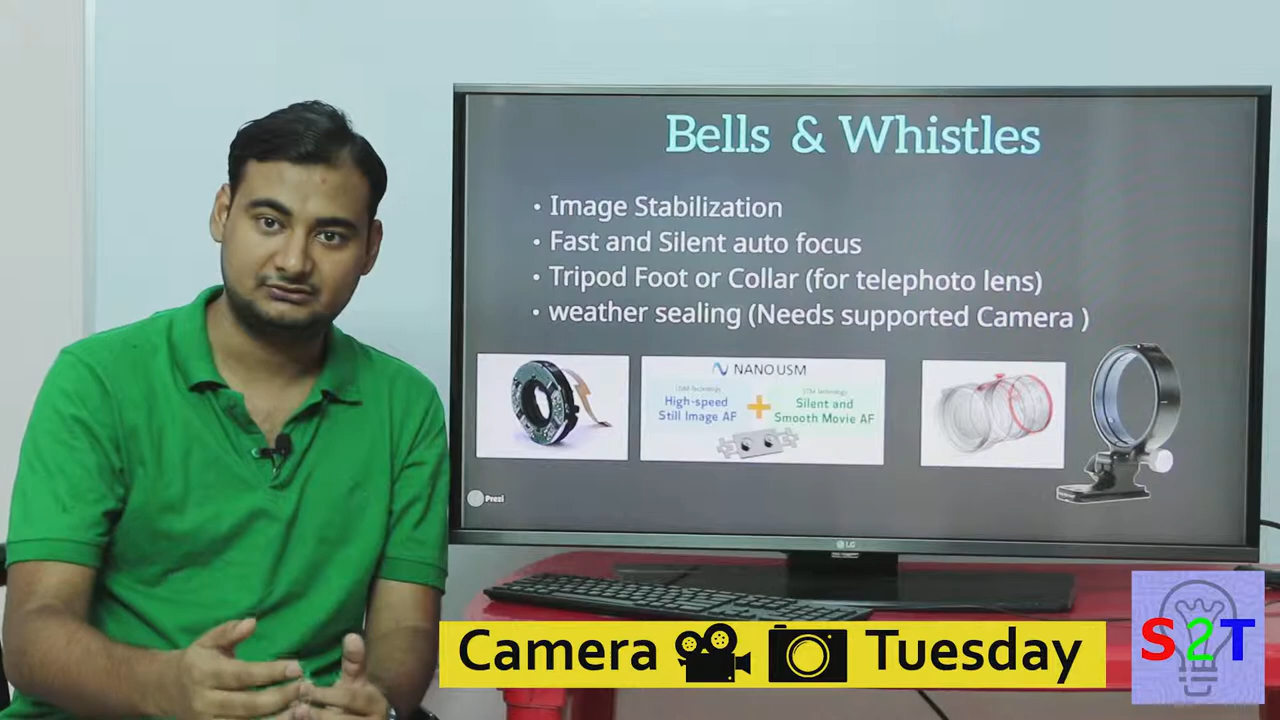 Bells & Whistles
• Image Stabilization
• Fast and Silent auto focus
• Tripod Foot or Collar (for telephoto lens)
• weather sealing (Needs supported Camera )
NANO USM
High-speed
Still Image AF
Silent and
Smooth Movie AF
Prezi
LG
Camera Tuesday
S2T